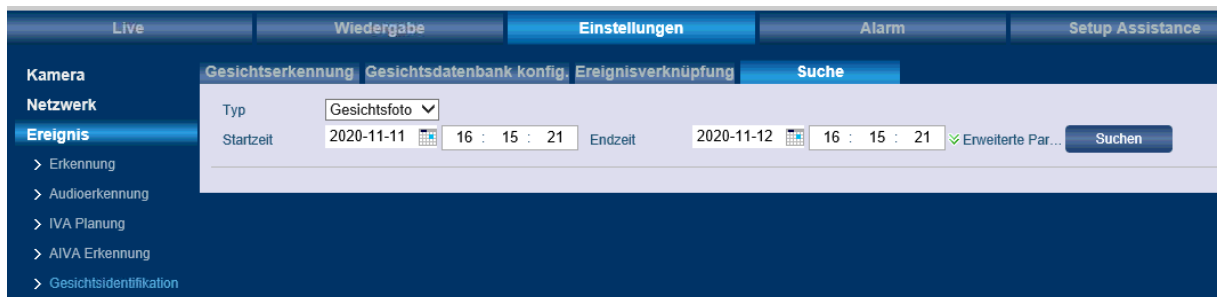 Live Wiedergabe Einstellungen Alarm Setup Assistance
Kamera
Netzwerk
Ereignis
> Erkennung
> Audioerkennung
> IVA Planung
> AIVA Erkennung
> Gesichtsidentifikation
Gesichtserkennung Gesichtsdatenbank konfig. Ereignisverknüpfung Suche
Typ Gesichtsfoto
Startzeit 2020-11-11 16 : 15 : 21 Endzeit 2020-11-12 16 : 15 : 21 Erweiterte Par... Suchen